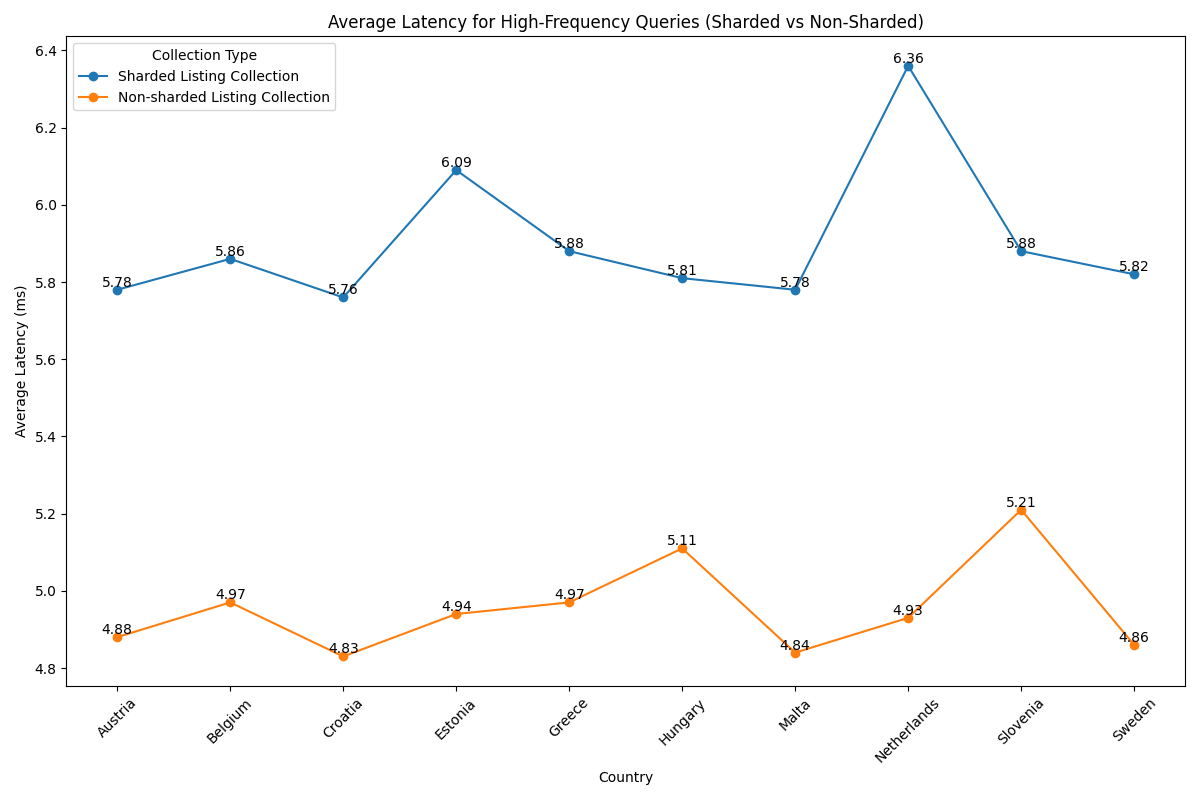 Average Latency for High-Frequency Queries (Sharded vs Non-Sharded)
Collection Type
Sharded Listing Collection
Non-sharded Listing Collection
Average Latency (ms)
6.4
6.2
6.0
5.8
5.6
5.4
5.2
5.0
4.8
5.78
5.86
5.76
6.09
5.88
5.81
5.78
6.36
5.88
5.82
4.88
4.97
4.83
4.94
4.97
5.11
4.84
4.93
5.21
4.86
Austria
Belgium
Croatia
Estonia
Greece
Hungary
Malta
Netherlands
Slovenia
Sweden
Country